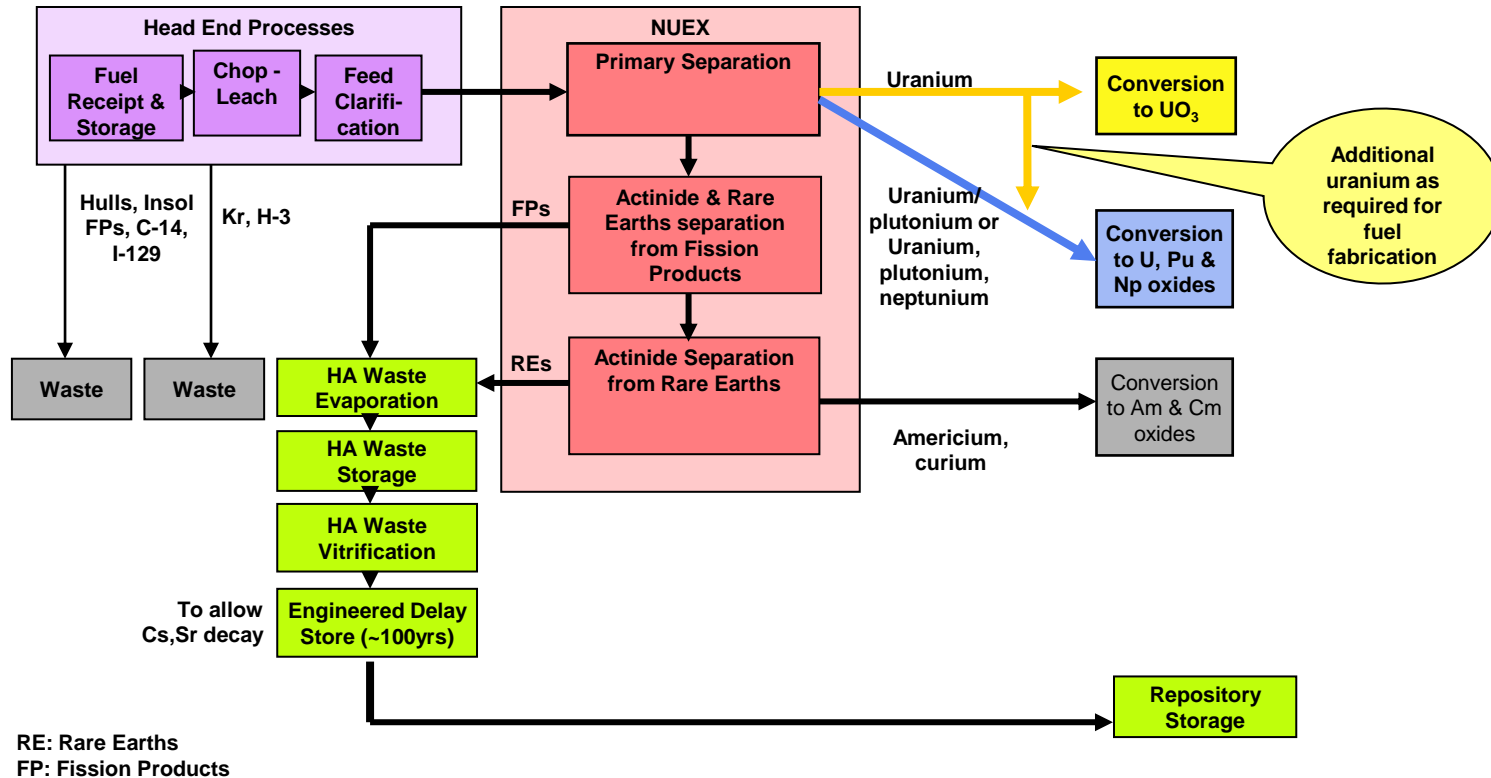 Head End Processes
Fuel
Receipt &
Storage
Chop -
Leach
Feed
Clarifi-
cation
NUEX
Primary Separation
Uranium
Conversion
to UO₃
Additional
uranium as
required for
fuel
fabrication
Hulls, Insol
FPs, C-14,
I-129
Kr, H-3
FPs
Actinide & Rare
Earths separation
from Fission
Products
Uranium/
plutonium or
Uranium,
plutonium,
neptunium
Conversion
to U, Pu &
Np oxides
Waste
Waste
HA Waste
Evaporation
REs
Actinide Separation
from Rare Earths
Americium,
curium
Conversion
to Am & Cm
oxides
HA Waste
Storage
HA Waste
Vitrification
To allow
Cs,Sr decay
Engineered Delay
Store (~100yrs)
Repository
Storage
RE: Rare Earths
FP: Fission Products